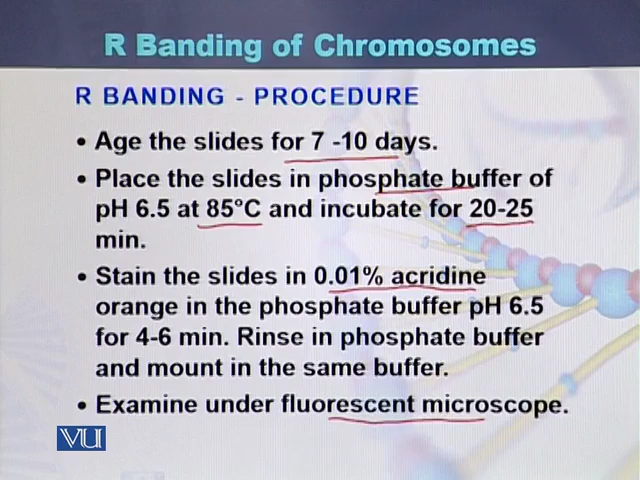 R Banding of Chromosomes
R BANDING - PROCEDURE
• Age the slides for 7 -10 days.
• Place the slides in phosphate buffer of
pH 6.5 at 85°C and incubate for 20-25
min.
• Stain the slides in 0.01% acridine
orange in the phosphate buffer pH 6.5
for 4-6 min. Rinse in phosphate buffer
and mount in the same buffer.
• Examine under fluorescent microscope.
VU